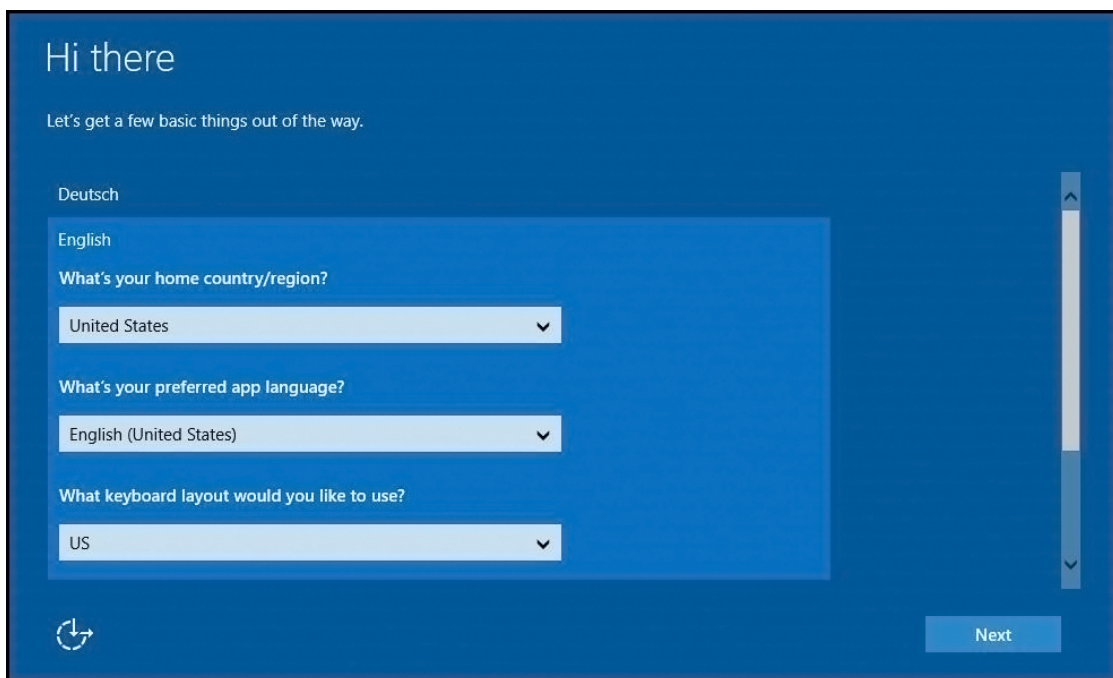 Hi there
Let's get a few basic things out of the way.
Deutsch
English
What's your home country/region?
United States
What's your preferred app language?
English (United States)
What keyboard layout would you like to use?
US
Next